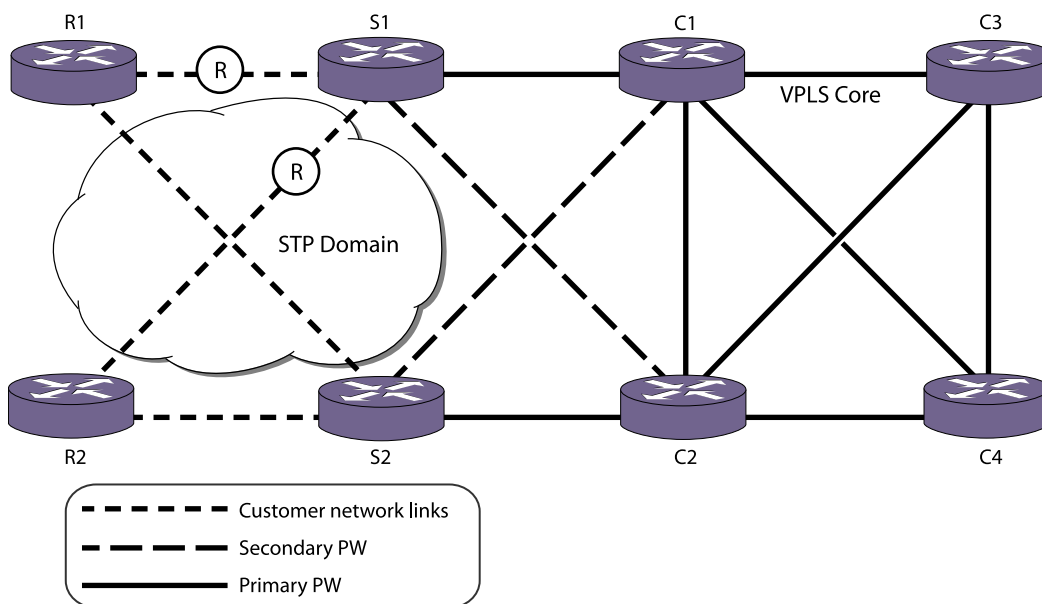 R1
S1
C1
C3
R
VPLS Core
R
STP Domain
R2
S2
C2
C4
Customer network links
Secondary PW
Primary PW